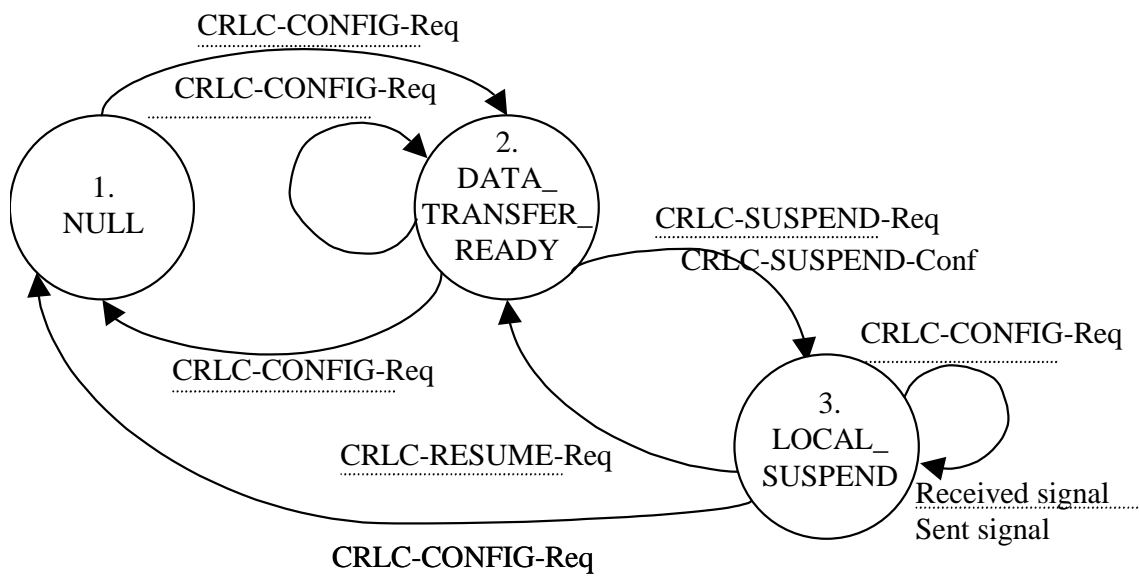 CRLC-CONFIG-Req
CRLC-CONFIG-Req
1.
NULL
2.
DATA_
TRANSFER_
READY
CRLC-SUSPEND-Req
CRLC-SUSPEND-Conf
CRLC-CONFIG-Req
CRLC-CONFIG-Req
3.
LOCAL_
SUSPEND
CRLC-RESUME-Req
Received signal
Sent signal
CRLC-CONFIG-Req